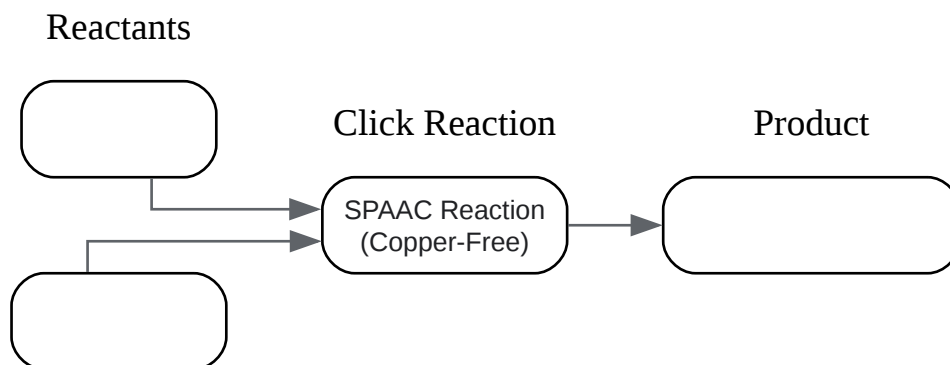 Reactants
Click Reaction
Product
SPAAC Reaction
(Copper-Free)